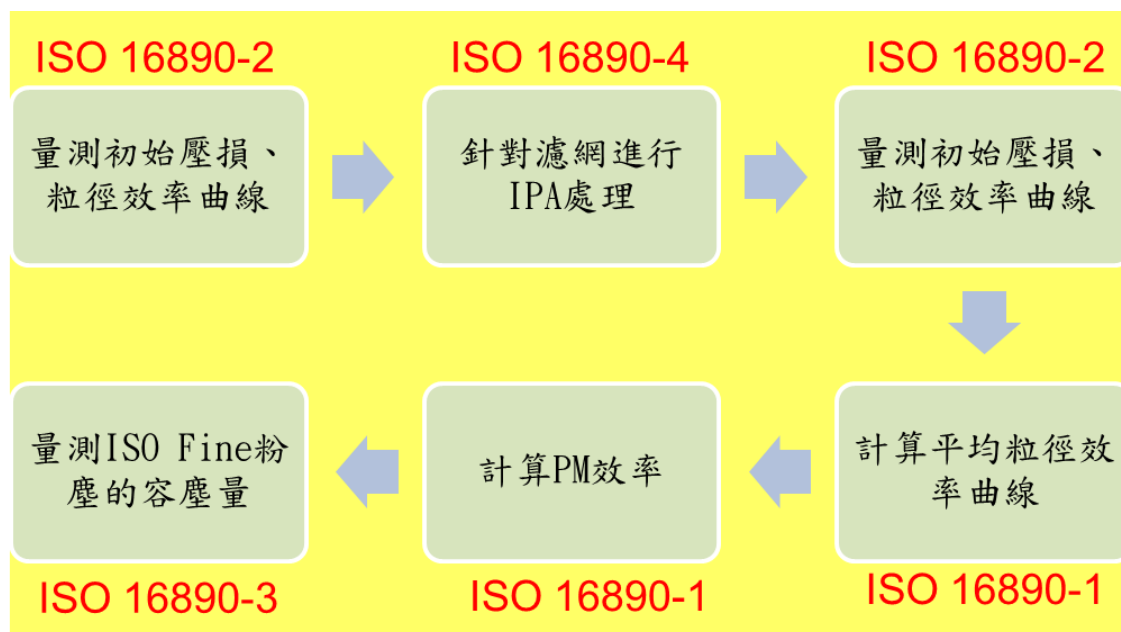 ISO 16890-2
量測初始壓損、
粒徑效率曲線
ISO 16890-4
針對濾網進行
IPA處理
ISO 16890-2
量測初始壓損、
粒徑效率曲線
計算平均粒徑效
率曲線
ISO 16890-1
計算PM效率
ISO 16890-1
量測ISO Fine粉
塵的容塵量
ISO 16890-3